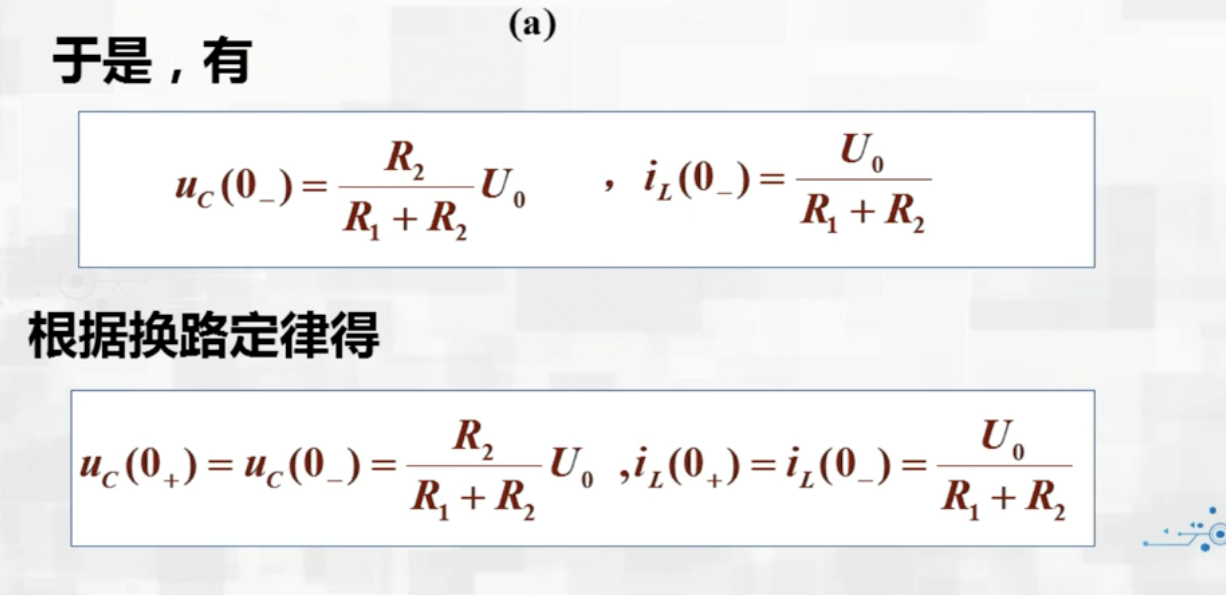 (a)
于是，有
u_C(0_-) = \frac{R_2}{R_1 + R_2} U_0 ， i_L(0_-) = \frac{U_0}{R_1 + R_2}
根据换路定律得
u_C(0_+) = u_C(0_-) = \frac{R_2}{R_1 + R_2} U_0 ,i_L(0_+) = i_L(0_-) = \frac{U_0}{R_1 + R_2}